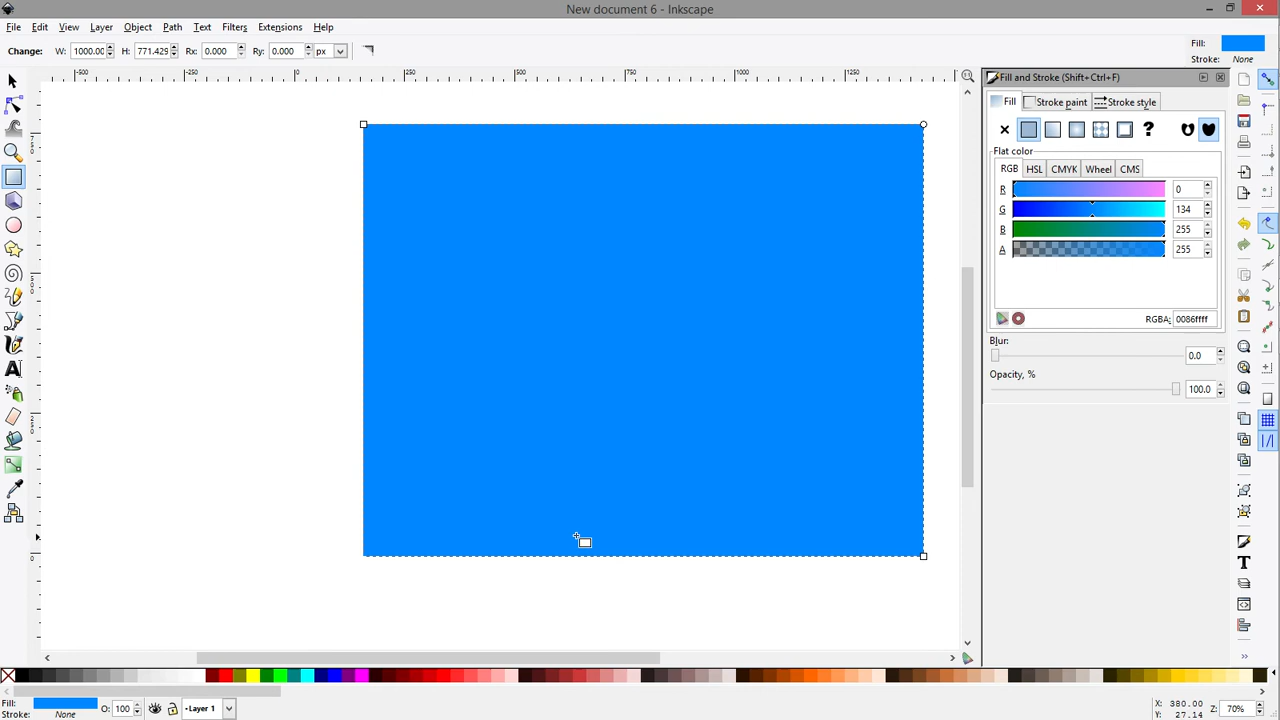 New document 6 - Inkscape
File Edit View Layer Object Path Text Filters Extensions Help
Change: W: 1000.00 H: 771.429 Rx: 0.000 Ry: 0.000 px Fill:
Stroke: None
-500 -250 0 250 500 750 1000 1250
Fill and Stroke (Shift+Ctrl+F)
Fill Stroke paint Stroke style
Flat color
RGB HSL CMYK Wheel CMS
R 0
G 134
B 255
A 255
RGBA: 0086ffff
Blur:
0.0
Opacity, %
100.0
750
500
250
0
Fill:
Stroke: None
O: 100 Layer 1
X: 380.00
Y: 27.14
Z: 70%